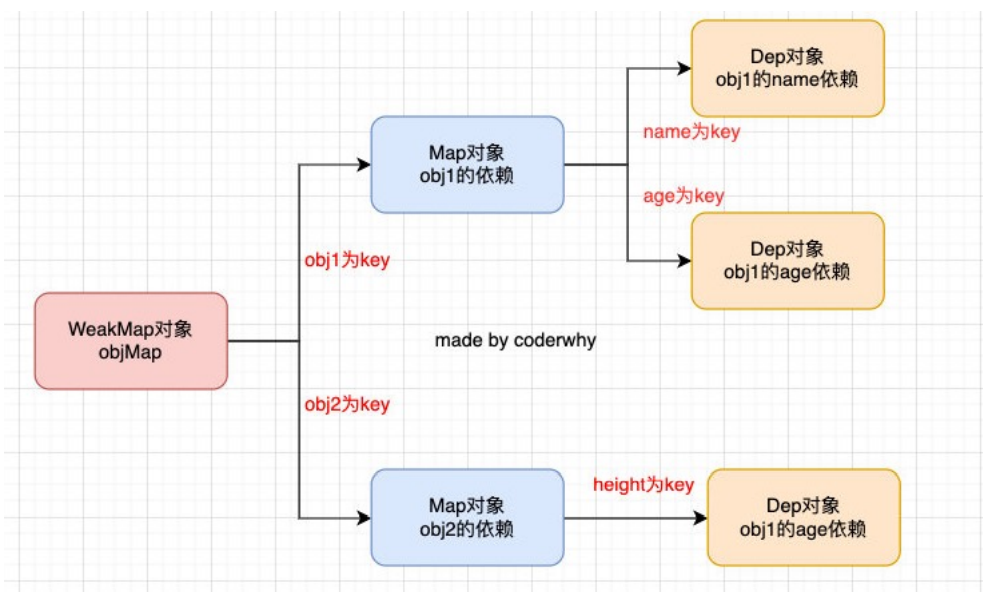 Dep对象
obj1的name依赖
name为key
Map对象
obj1的依赖
age为key
Dep对象
obj1的age依赖
obj1为key
WeakMap对象
objMap
made by coderwhy
obj2为key
Map对象
obj2的依赖
height为key
Dep对象
obj1的age依赖